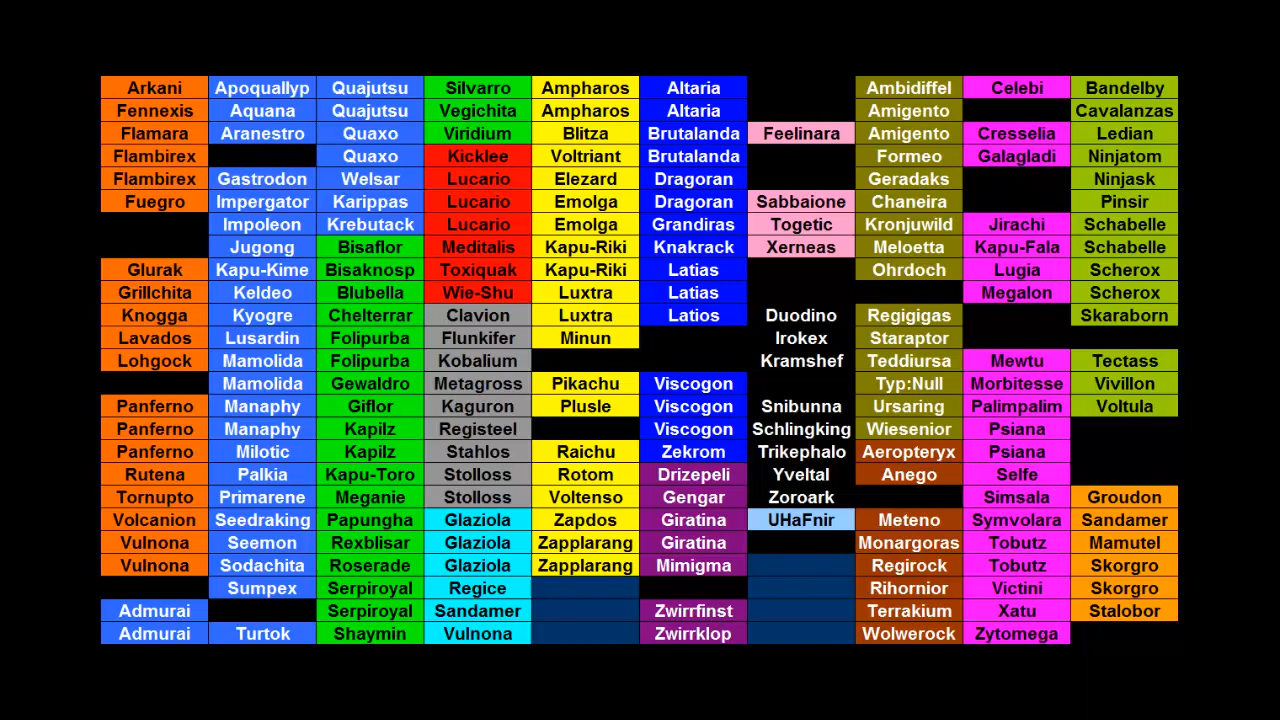 Arkani Apoquallyp Quajutsu Silvarro Ampharos Altaria Ambidiffel Celebi Bandelby
Fennexis Aquana Quajutsu Vegichita Ampharos Altaria Amigento Cavalanzas
Flamara Aranestro Quaxo Viridium Blitza Brutalanda Feelinara Amigento Cresselia Ledian
Flambirex Quaxo Kicklee Voltriant Brutalanda Formeo Galagladi Ninjatom
Flambirex Gastrodon Welsar Lucario Elezard Dragoran Geradaks Ninjask
Fuegro Impergator Karippas Lucario Emolga Dragoran Sabbaione Chaneira Pinsir
Impoleon Krebutack Lucario Emolga Grandiras Togetic Kronjuwild Jirachi Schabelle
Jugong Bisaflor Meditalis Kapu-Riki Knakrack Xerneas Meloetta Kapu-Fala Schabelle
Glurak Kapu-Kime Bisaknosp Toxiquak Kapu-Riki Latias Ohrdoch Lugia Scherox
Grillchita Keldeo Blubella Wie-Shu Luxtra Latias Megalon Scherox
Knogga Kyogre Chelterrar Clavion Luxtra Latios Duodino Regigigas Skaraborn
Lavados Lusardin Folipurba Flunkifer Minun Irokex Staraptor
Lohgock Mamolida Folipurba Kobalium Kramshef Teddiursa Mewtu Tectass
Mamolida Gewaldro Metagross Pikachu Viscogon Typ:Null Morbitesse Vivillon
Panferno Manaphy Giflor Kaguron Plusle Viscogon Snibunna Ursaring Palimpalim Voltula
Panferno Manaphy Kapilz Registeel Viscogon Schlingking Wiesenior Psiana
Panferno Milotic Kapilz Stahlos Raichu Zekrom Trikephalo Aeropteryx Psiana
Rutena Palkia Kapu-Toro Stolloss Rotom Drizepeli Yveltal Anego Selfe
Tornupto Primarene Meganie Stolloss Voltenso Gengar Zoroark Simsala Groudon
Volcanion Seedraking Papungha Glaziola Zapdos Giratina UHaFnir Meteno Symvolara Sandamer
Vulnona Seemon Rexblisar Glaziola Zapplarang Giratina Monargoras Tobutz Mamutel
Vulnona Sodachita Roserade Glaziola Zapplarang Mimigma Regirock Tobutz Skorgro
Sumpex Serpiroyal Regice Rihornior Victini Skorgro
Admurai Serpiroyal Sandamer Zwirrfinst Terrakium Xatu Stalobor
Admurai Turtok Shaymin Vulnona Zwirrklop Wolwerock Zytomega